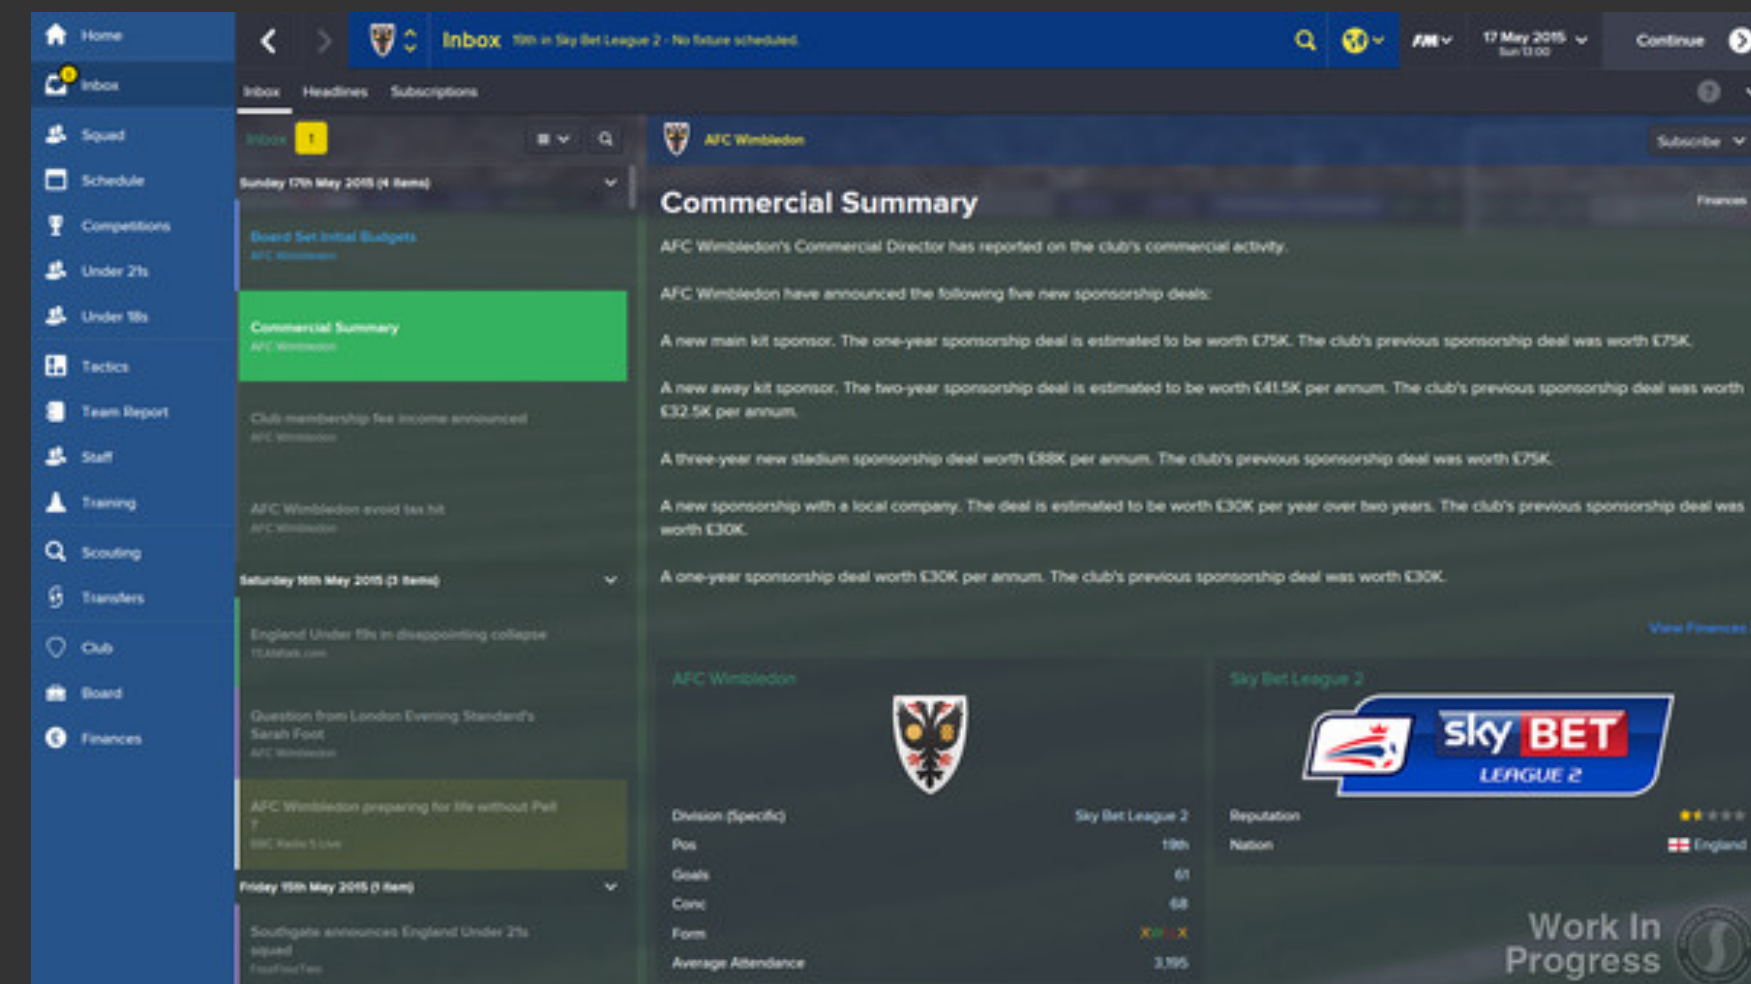 Home
Inbox
Squad
Schedule
Competitions
Under 21s
Under 18s
Tactics
Team Report
Staff
Training
Scouting
Transfers
Club
Board
Finances
Inbox 19th in Sky Bet League 2 - No fixture scheduled.
FM
17 May 2015
Sun 13:00
Continue
Inbox Headlines Subscriptions
Inbox 1
Sunday 17th May 2015 (4 Items)
Board Set Initial Budgets
AFC Wimbledon
Commercial Summary
AFC Wimbledon
Club membership fee income announced
AFC Wimbledon
AFC Wimbledon avoid tax hit
AFC Wimbledon
Saturday 16th May 2015 (3 Items)
England Under 19s in disappointing collapse
TEAMtalk.com
Question from London Evening Standard's
Sarah Foot
AFC Wimbledon
AFC Wimbledon preparing for life without Pell
?
BBC Radio 5 Live
Friday 15th May 2015 (1 Item)
Southgate announces England Under 21s
squad
FourFourTwo
AFC Wimbledon
Subscribe
Commercial Summary
Finances
AFC Wimbledon's Commercial Director has reported on the club's commercial activity.
AFC Wimbledon have announced the following five new sponsorship deals:
A new main kit sponsor. The one-year sponsorship deal is estimated to be worth £75K. The club's previous sponsorship deal was worth £75K.
A new away kit sponsor. The two-year sponsorship deal is estimated to be worth £41.5K per annum. The club's previous sponsorship deal was worth
£32.5K per annum.
A three-year new stadium sponsorship deal worth £88K per annum. The club's previous sponsorship deal was worth £75K.
A new sponsorship with a local company. The deal is estimated to be worth £30K per year over two years. The club's previous sponsorship deal was
worth £30K.
A one-year sponsorship deal worth £30K per annum. The club's previous sponsorship deal was worth £30K.
View Finances
AFC Wimbledon
Division (Specific) Sky Bet League 2
Pos 19th
Goals 61
Conc 68
Form
Average Attendance 3,195
Sky Bet League 2
sky BET
LEAGUE 2
Reputation
Nation England
Work In
Progress